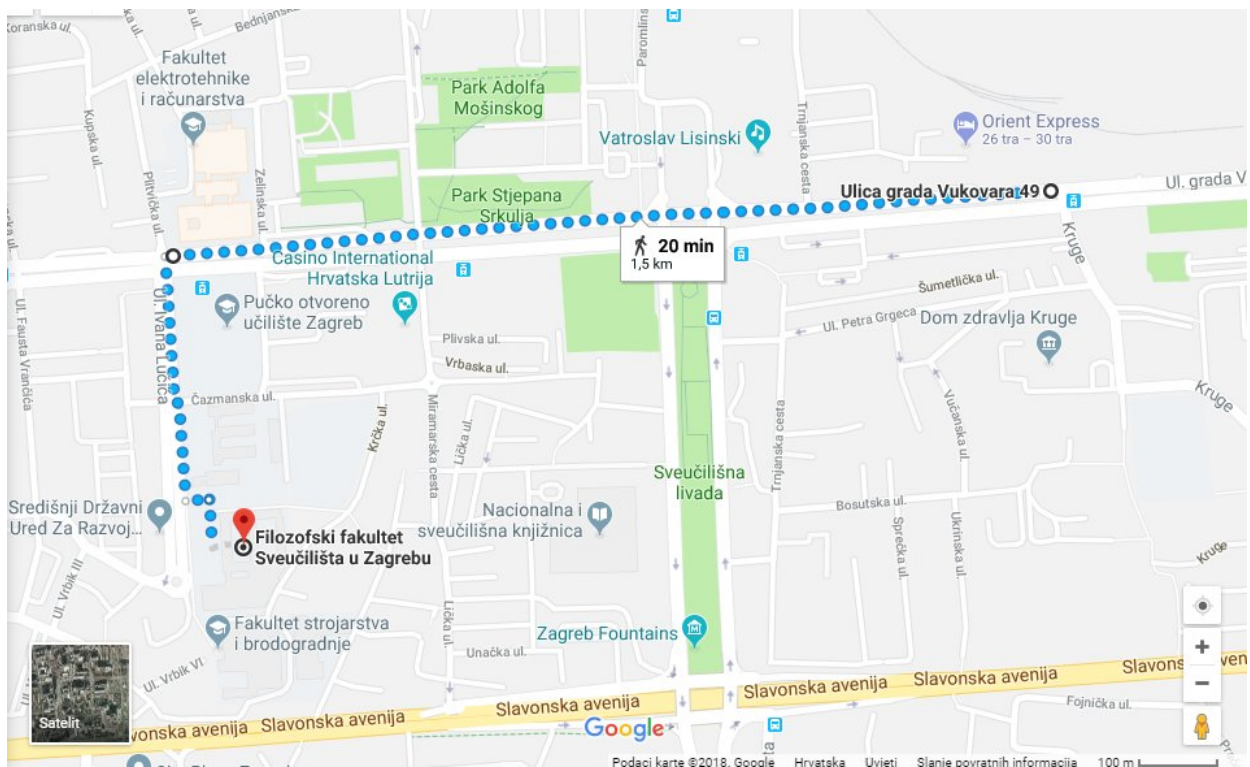 Koranska ul.
Bednjans
Paromlins
Fakultet
elektrotehnike
i računarstva
Park Adolfa
Mošinskog
Kupska ul.
Trnjanska cesta
Orient Express
26 tra – 30 tra
Vatroslav Lisinski
Plitvička ul.
Zelinska ul.
Park Stjepana
Srkulja
Ulica grada Vukovara 49
Ul. grada V
20 min
1,5 km
Kruge
Casino International
Hrvatska Lutrija
Šumetlička ul.
Ul. Fausta Vrančića
Ul. Ivana Lučića
Pučko otvoreno
učilište Zagreb
Ul. Petra Grgeca
Dom zdravlja Kruge
Plivska ul.
Vrbaska ul.
Čazmanska ul.
Krčka ul.
Miramarska cesta
Lička ul.
Trnjanska cesta
Vučanska ul.
Kruge
Sveučilišna
livada
Središnji Državni
Ured Za Razvoj...
Nacionalna i
sveučilišna knjižnica
Bosutska ul.
Sprečka ul.
Ukrinska ul.
Kruge
Filozofski fakultet
Sveučilišta u Zagrebu
Ul. Vrbik III
Lička ul.
Fakultet strojarstva
i brodogradnje
Zagreb Fountains
Unačka ul.
Ul. Vrbik VI
Satelit
vonska avenija
Slavonska avenija
Slavonska avenija
Slavonska avenija
Slavonska avenija
Slavons
Fojnička ul.
Google
Podaci karte ©2018, Google Hrvatska Uvjeti Slanje povratnih informacija 100 m